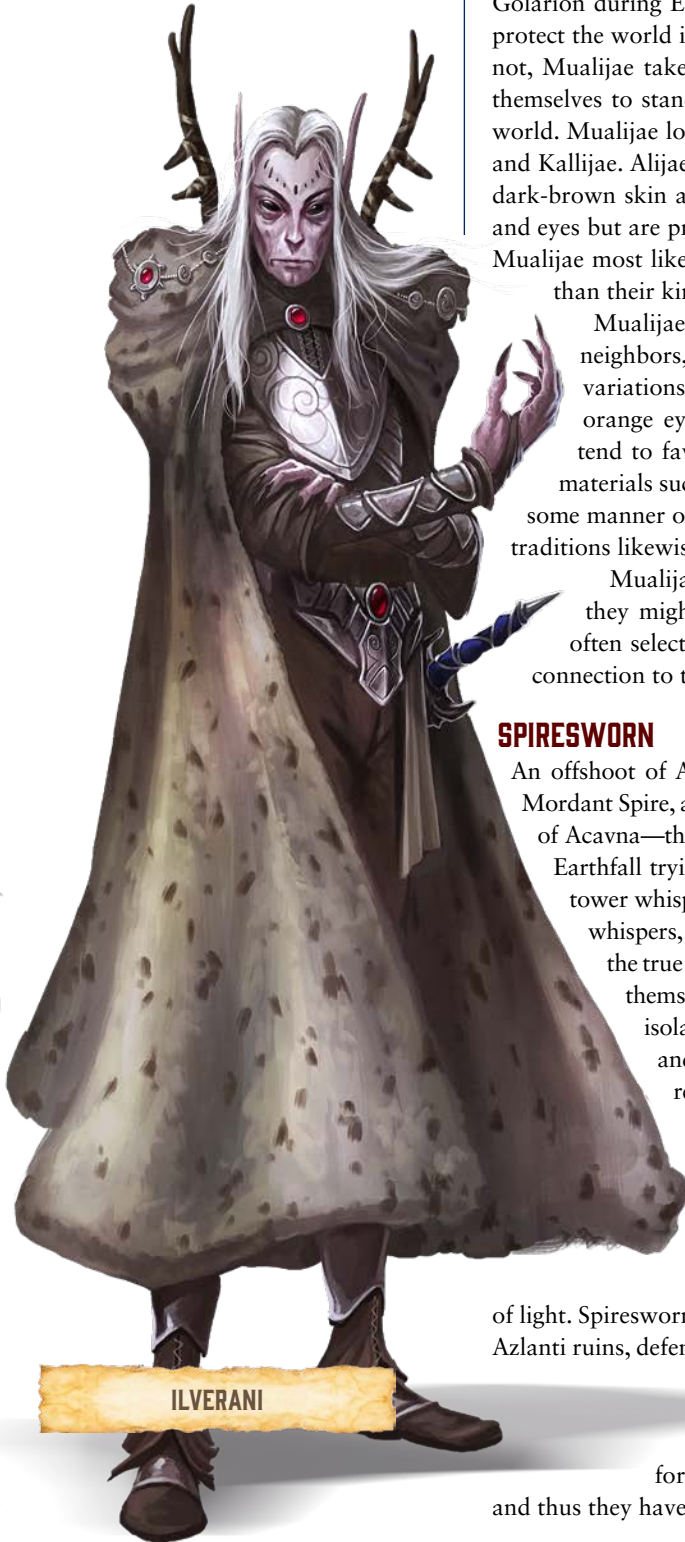 Golarion during E
protect the world i
not, Mualijae take
themselves to stand
world. Mualijae lo
and Kallijae. Alijae
dark-brown skin a
and eyes but are pr
Mualijae most like
than their kin
Mualijae
neighbors,
variations
orange ey
tend to fav
materials suc
some manner o
traditions likewis
Mualija
they migh
often select
connection to t
SPIRESWORN
An offshoot of A
Mordant Spire, a
of Acavna—th
Earthfall tryi
tower whisp
whispers,
the true
thems
isola
and
re
of light. Spiresworn
Azlanti ruins, defen
ILVERANI
for
and thus they have